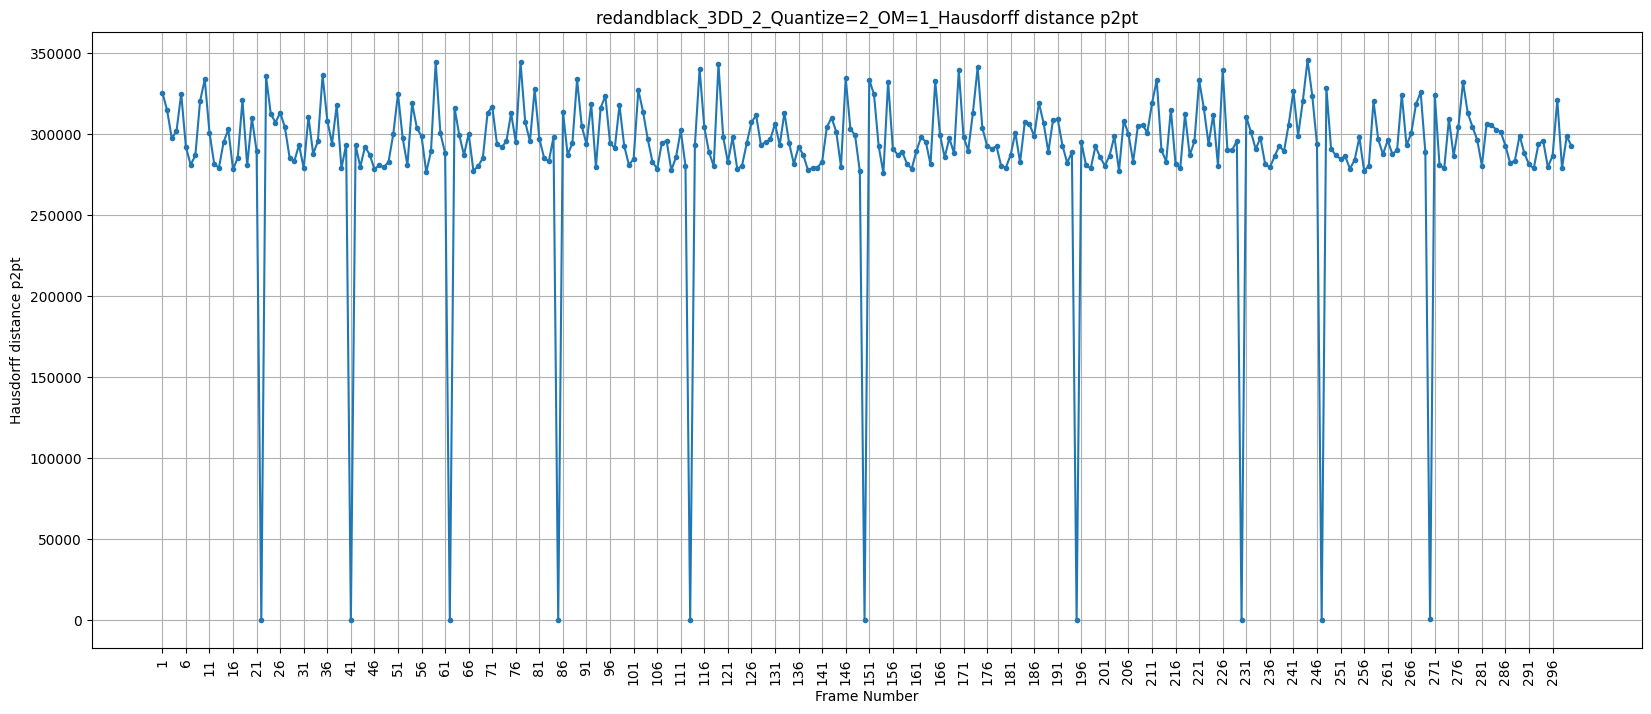 redandblack_3DD_2_Quantize=2_OM=1_Hausdorff distance p2pt
Hausdorff distance p2pt
350000
300000
250000
200000
150000
100000
50000
0
1 6 11 16 21 26 31 36 41 46 51 56 61 66 71 76 81 86 91 96 101 106 111 116 121 126 131 136 141 146 151 156 161 166 171 176 181 186 191 196 201 206 211 216 221 226 231 236 241 246 251 256 261 266 271 276 281 286 291 296
Frame Number